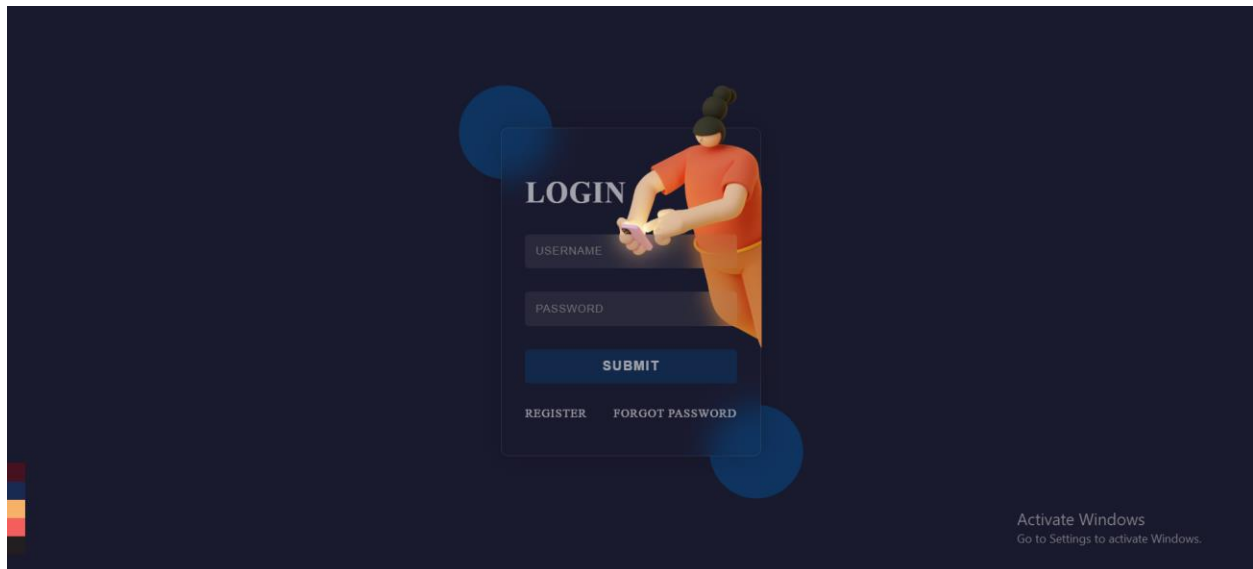 LOGIN
USERNAME
PASSWORD
SUBMIT
REGISTER FORGOT PASSWORD
Activate Windows
Go to Settings to activate Windows.